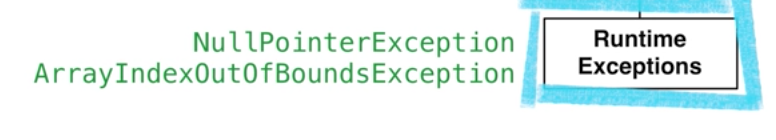 NullPointerException
ArrayIndexOutOfBoundsException
Runtime
Exceptions